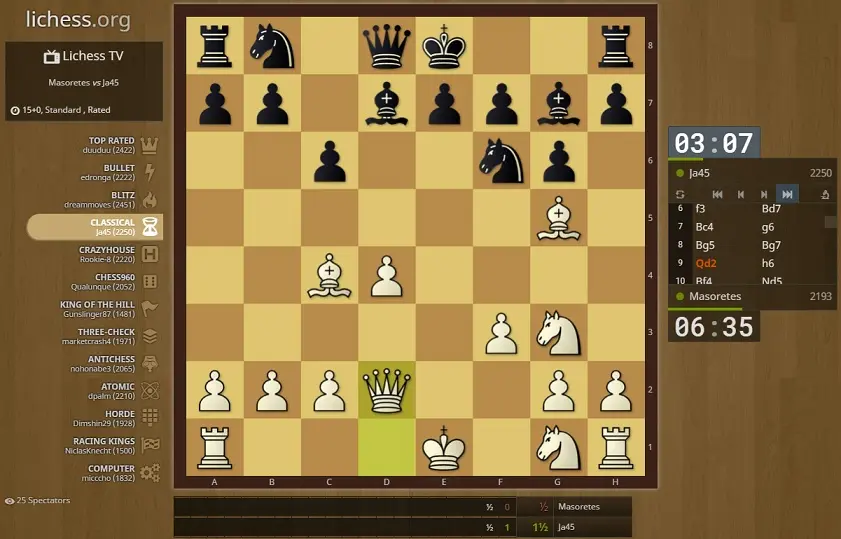 lichess.org
Lichess TV
Masoretes vs Ja45
15+0, Standard , Rated
TOP RATED
duuduu (2422)
BULLET
edronga (2222)
BLITZ
dreammoves (2451)
CLASSICAL
Ja45 (2250)
CRAZYHOUSE
Rookie-8 (2220)
CHESS960
Qualunque (2052)
KING OF THE HILL
Gunslinger87 (1481)
THREE-CHECK
marketcrash4 (1971)
ANTICHESS
nohonabe3 (2065)
ATOMIC
dpalm (2210)
HORDE
Dimshin29 (1928)
RACING KINGS
NiclasKnecht (1500)
COMPUTER
micccho (1832)
25 Spectators
8
7
6
5
4
3
2
1
A B C D E F G H
03:07
Ja45 2250
6 f3 Bd7
7 Bc4 g6
8 Bg5 Bg7
9 Qd2 h6
10 Bf4 Nd5
Masoretes 2193
06:35
½ 0 ½ Masoretes
½ 1 1½ Ja45